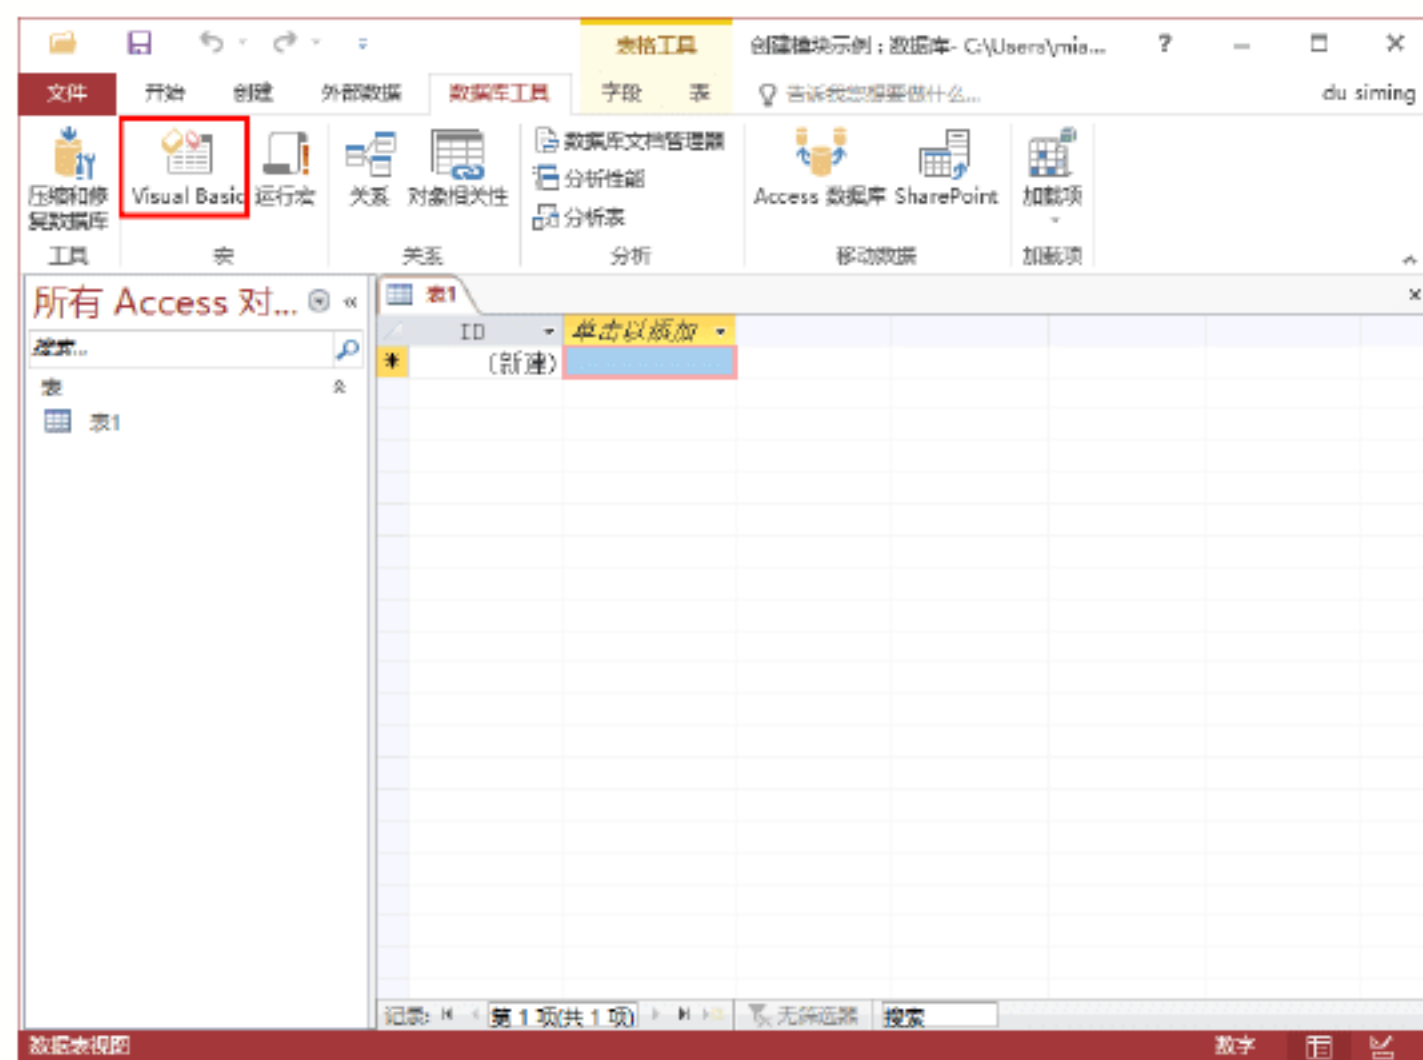 表格工具 创建模块示例 : 数据库- C:\Users\mia... ?
文件 开始 创建 外部数据 数据库工具 字段 表 告诉我您想要做什么... du siming
压缩和修复数据库 Visual Basic 运行宏 关系 对象相关性 数据库文档管理器 Access 数据库 SharePoint 加载项
分析性能
分析表
工具 宏 关系 分析 移动数据 加载项
所有 Access 对... « 表1 ×
搜索... ID 单击以添加
* (新建)
表
表1
记录: 第 1 项(共 1 项) 无筛选器 搜索
数据表视图 数字